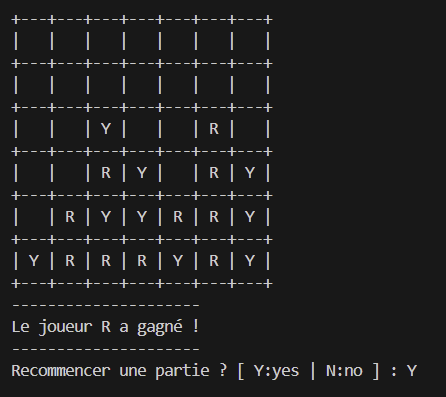 +---+---+---+---+---+---+---+
|   |   |   |   |   |   |   |
+---+---+---+---+---+---+---+
|   |   |   |   |   |   |   |
+---+---+---+---+---+---+---+
|   |   | Y |   |   | R |   |
+---+---+---+---+---+---+---+
|   |   | R | Y |   | R | Y |
+---+---+---+---+---+---+---+
|   | R | Y | Y | R | R | Y |
+---+---+---+---+---+---+---+
| Y | R | R | R | Y | R | Y |
+---+---+---+---+---+---+---+
---------------------
Le joueur R a gagné !
---------------------
Recommencer une partie ? [ Y:yes | N:no ] : Y